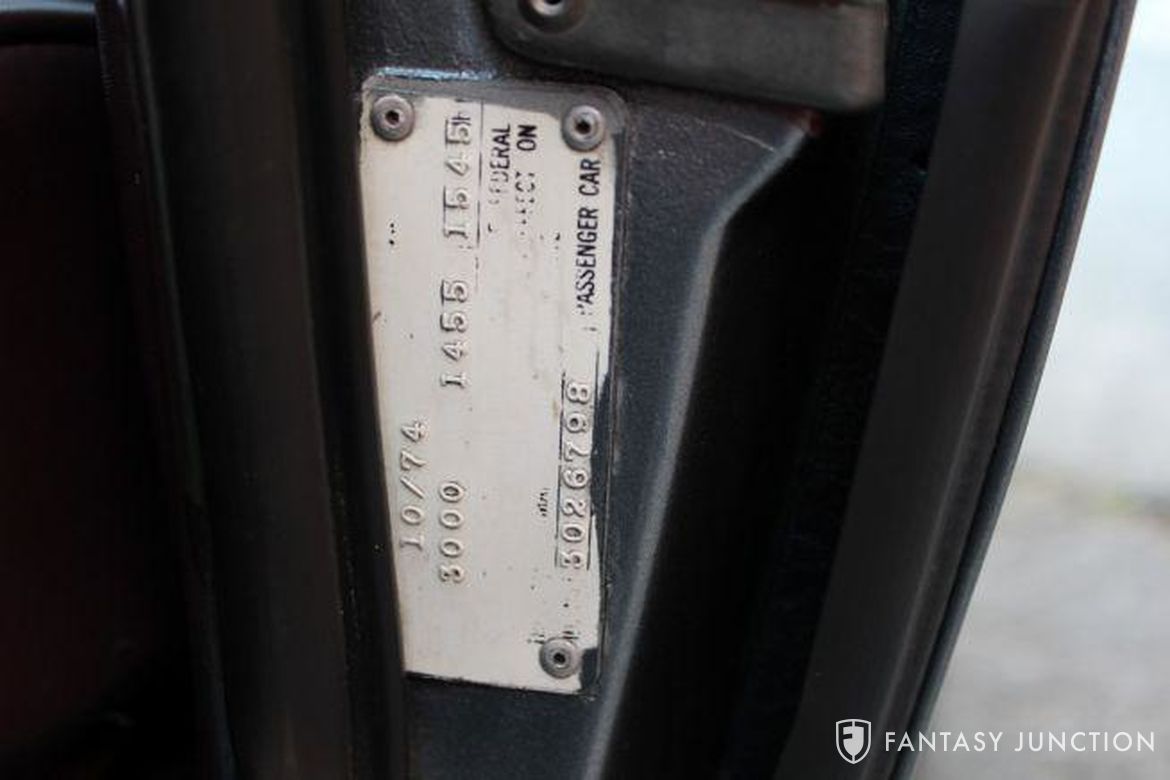 10/74
3000 1455 1545
FEDERAL
ON
3026798 PASSENGER CAR
FANTASY JUNCTION